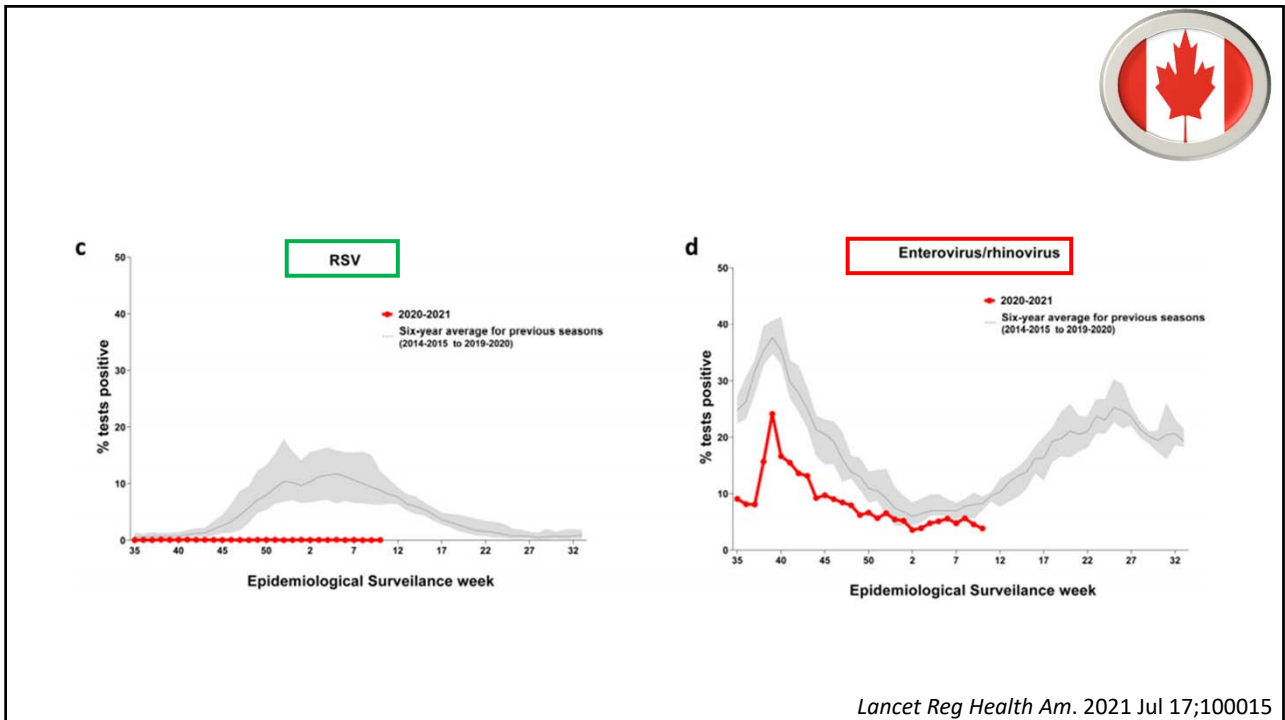 c
RSV
50
40
30
20
10
0
% tests positive
2020-2021
Six-year average for previous seasons
(2014-2015 to 2019-2020)
35 40 45 50 2 7 12 17 22 27 32
Epidemiological Surveilance week
d
Enterovirus/rhinovirus
50
40
30
20
10
0
% tests positive
2020-2021
Six-year average for previous seasons
(2014-2015 to 2019-2020)
35 40 45 50 2 7 12 17 22 27 32
Epidemiological Surveilance week
Lancet Reg Health Am. 2021 Jul 17;100015